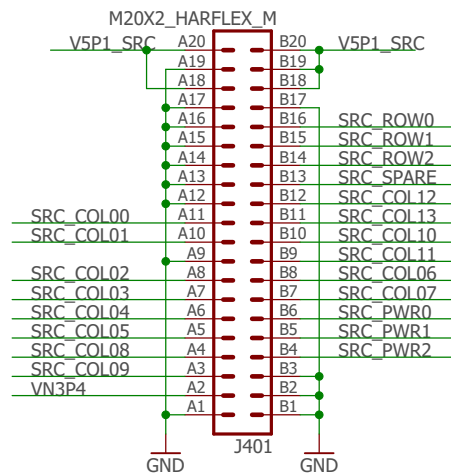 M20X2_HARFLEX_M
V5P1_SRC A20 B20 V5P1_SRC
A19 B19
A18 B18
A17 B17
A16 B16 SRC_ROW0
A15 B15 SRC_ROW1
A14 B14 SRC_ROW2
A13 B13 SRC_SPARE
A12 B12 SRC_COL12
SRC_COL00 A11 B11 SRC_COL13
SRC_COL01 A10 B10 SRC_COL10
A9 B9 SRC_COL11
SRC_COL02 A8 B8 SRC_COL06
SRC_COL03 A7 B7 SRC_COL07
SRC_COL04 A6 B6 SRC_PWR0
SRC_COL05 A5 B5 SRC_PWR1
SRC_COL08 A4 B4 SRC_PWR2
SRC_COL09 A3 B3
VN3P4 A2 B2
A1 B1
J401
GND GND